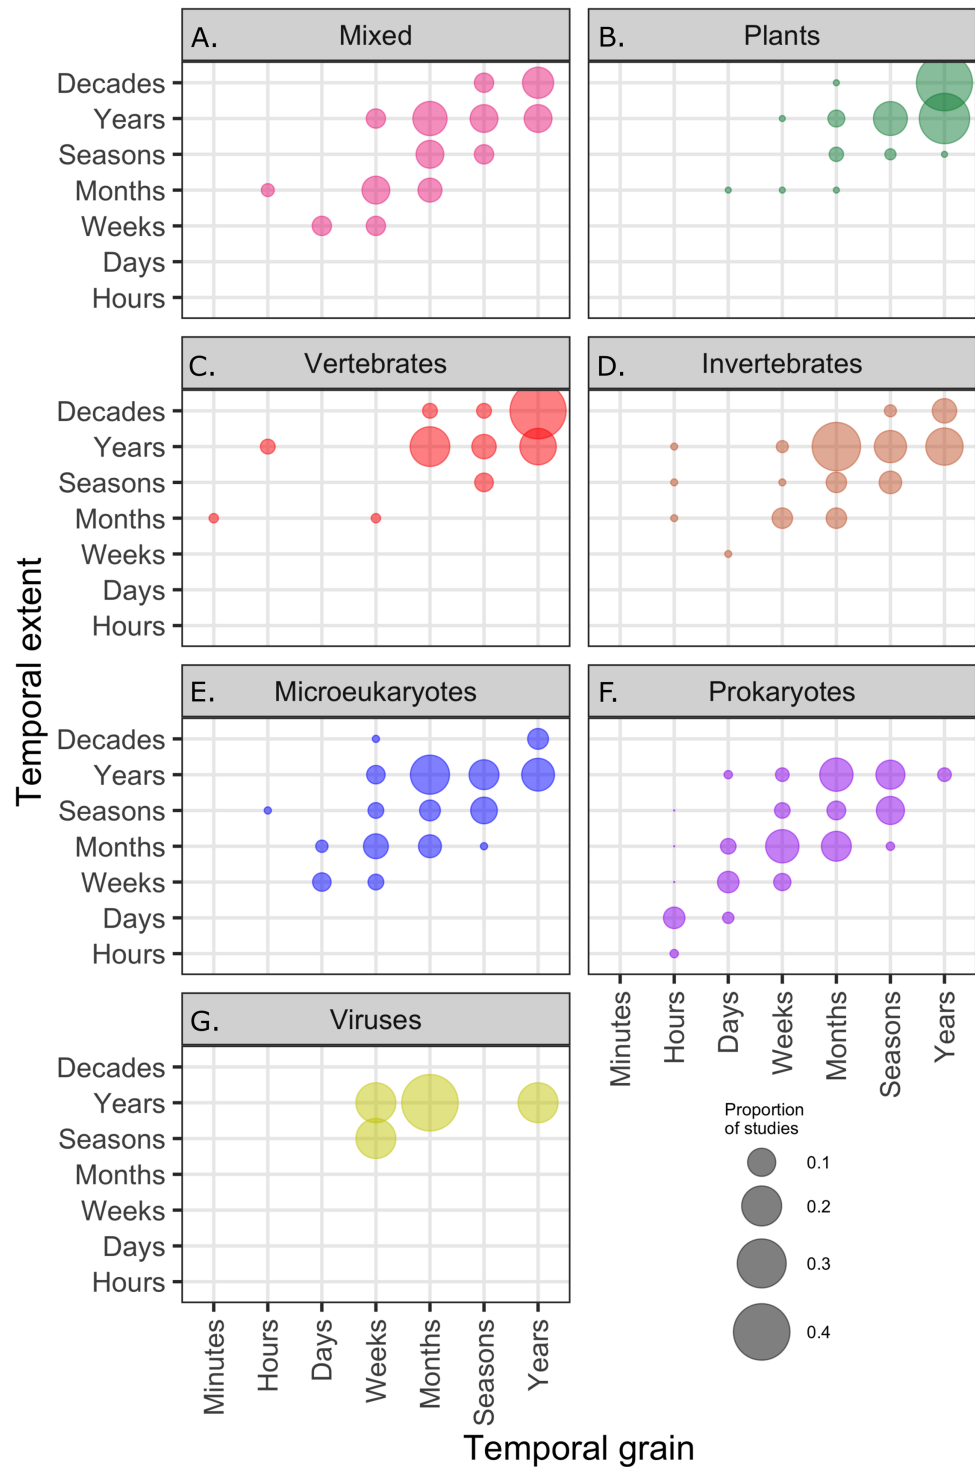 A. Mixed
B. Plants
Decades
Years
Seasons
Months
Weeks
Days
Hours
C. Vertebrates
D. Invertebrates
Decades
Years
Seasons
Months
Weeks
Days
Hours
Temporal extent
E. Microeukaryotes
F. Prokaryotes
Decades
Years
Seasons
Months
Weeks
Days
Hours
Minutes
Hours
Days
Weeks
Months
Seasons
Years
G. Viruses
Decades
Years
Seasons
Months
Weeks
Days
Hours
Minutes
Hours
Days
Weeks
Months
Seasons
Years
Proportion
of studies
0.1
0.2
0.3
0.4
Temporal grain